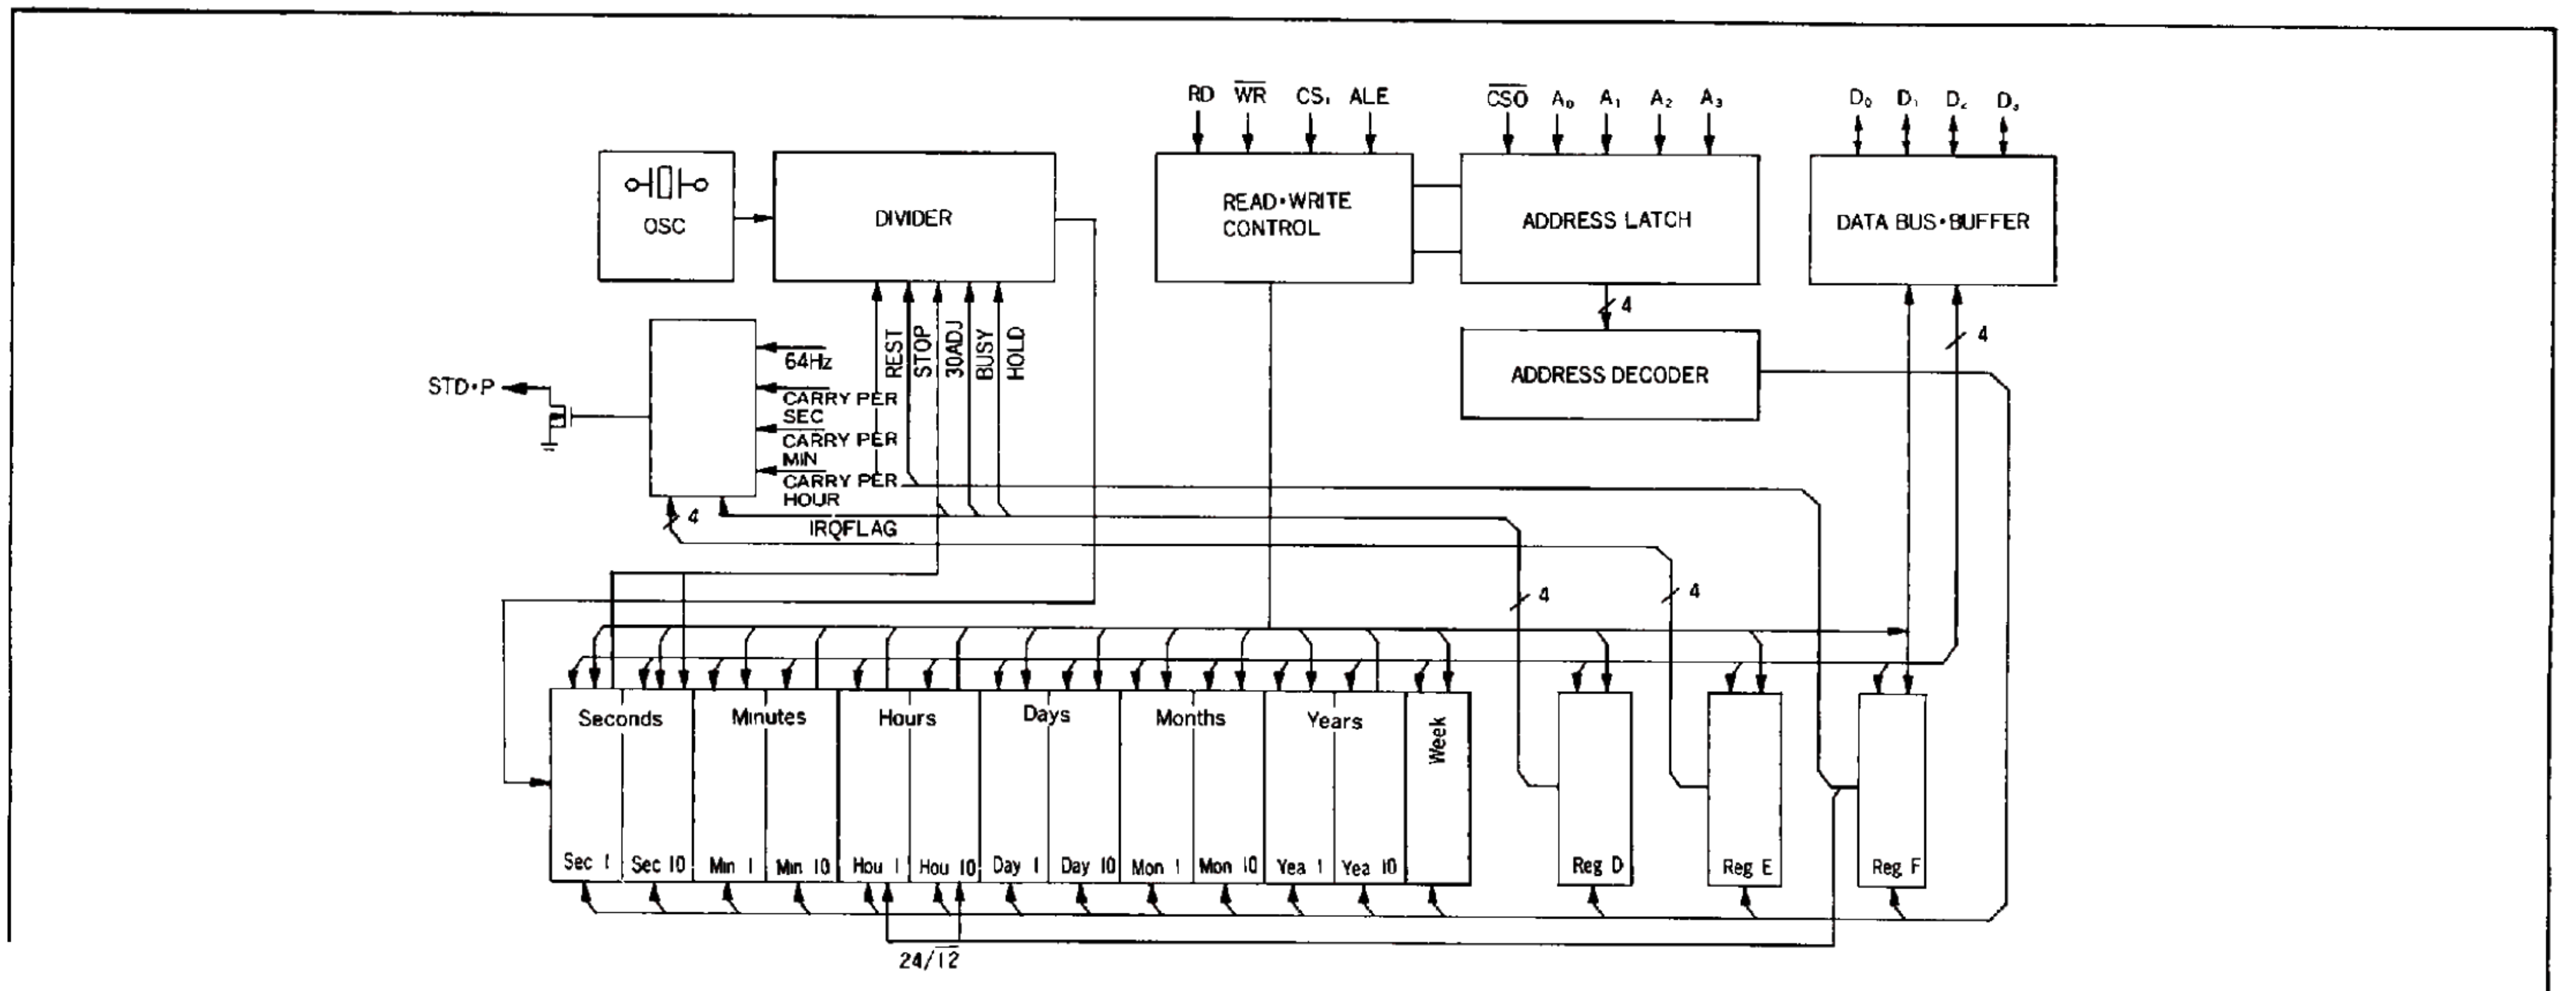 RD W̅R̅ CS₁ ALE
C̅S̅O̅ A₀ A₁ A₂ A₃
D₀ D₁ D₂ D₃
OSC
DIVIDER
READ•WRITE
CONTROL
ADDRESS LATCH
DATA BUS•BUFFER
4
ADDRESS DECODER
4
REST
STOP
30ADJ
BUSY
HOLD
STD•P
64Hz
CARRY PER
SEC
CARRY PER
MIN
CARRY PER
HOUR
4
IRQFLAG
4
4
Seconds
Minutes
Hours
Days
Months
Years
Week
Sec 1
Sec 10
Min 1
Min 10
Hou 1
Hou 10
Day 1
Day 10
Mon 1
Mon 10
Yea 1
Yea 10
Reg D
Reg E
Reg F
24/1̅2̅